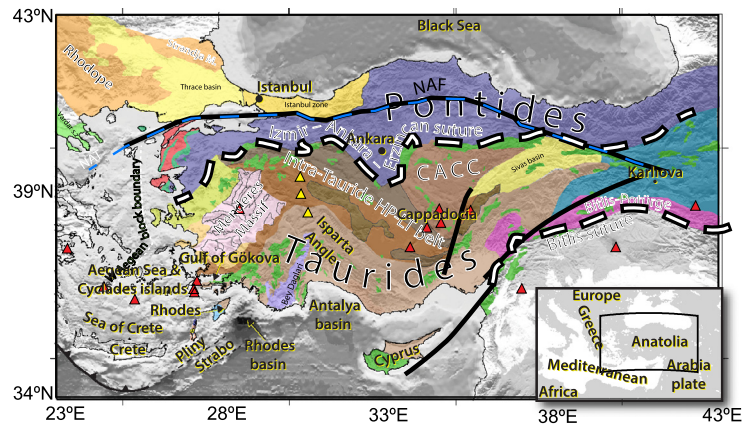 43°N
Black Sea
Rhodope
Strandja
Thrace basin
Istanbul
Istanbul zone
NAF
Pontides
Izmir - Ankara - Erzincan suture
Ankara
CACC
Sivas basin
Karliova
39°N
Intra-Tauride HP-LT belt
Menderes
Massif
Cappadocia
Bitlis-Pötürge
Bitlis suture
Isparta
Angle
W Aegean block boundary
Gulf of Gökova
Taurides
Aegean Sea &
Cyclades islands
Bey Dağları
Rhodes
Antalya
basin
Sea of Crete
Crete
Pliny
Strabo
Rhodes
basin
Cyprus
Europe
Greece
Anatolia
Mediterranean
Arabia
plate
Africa
34°N
23°E
28°E
33°E
38°E
43°E